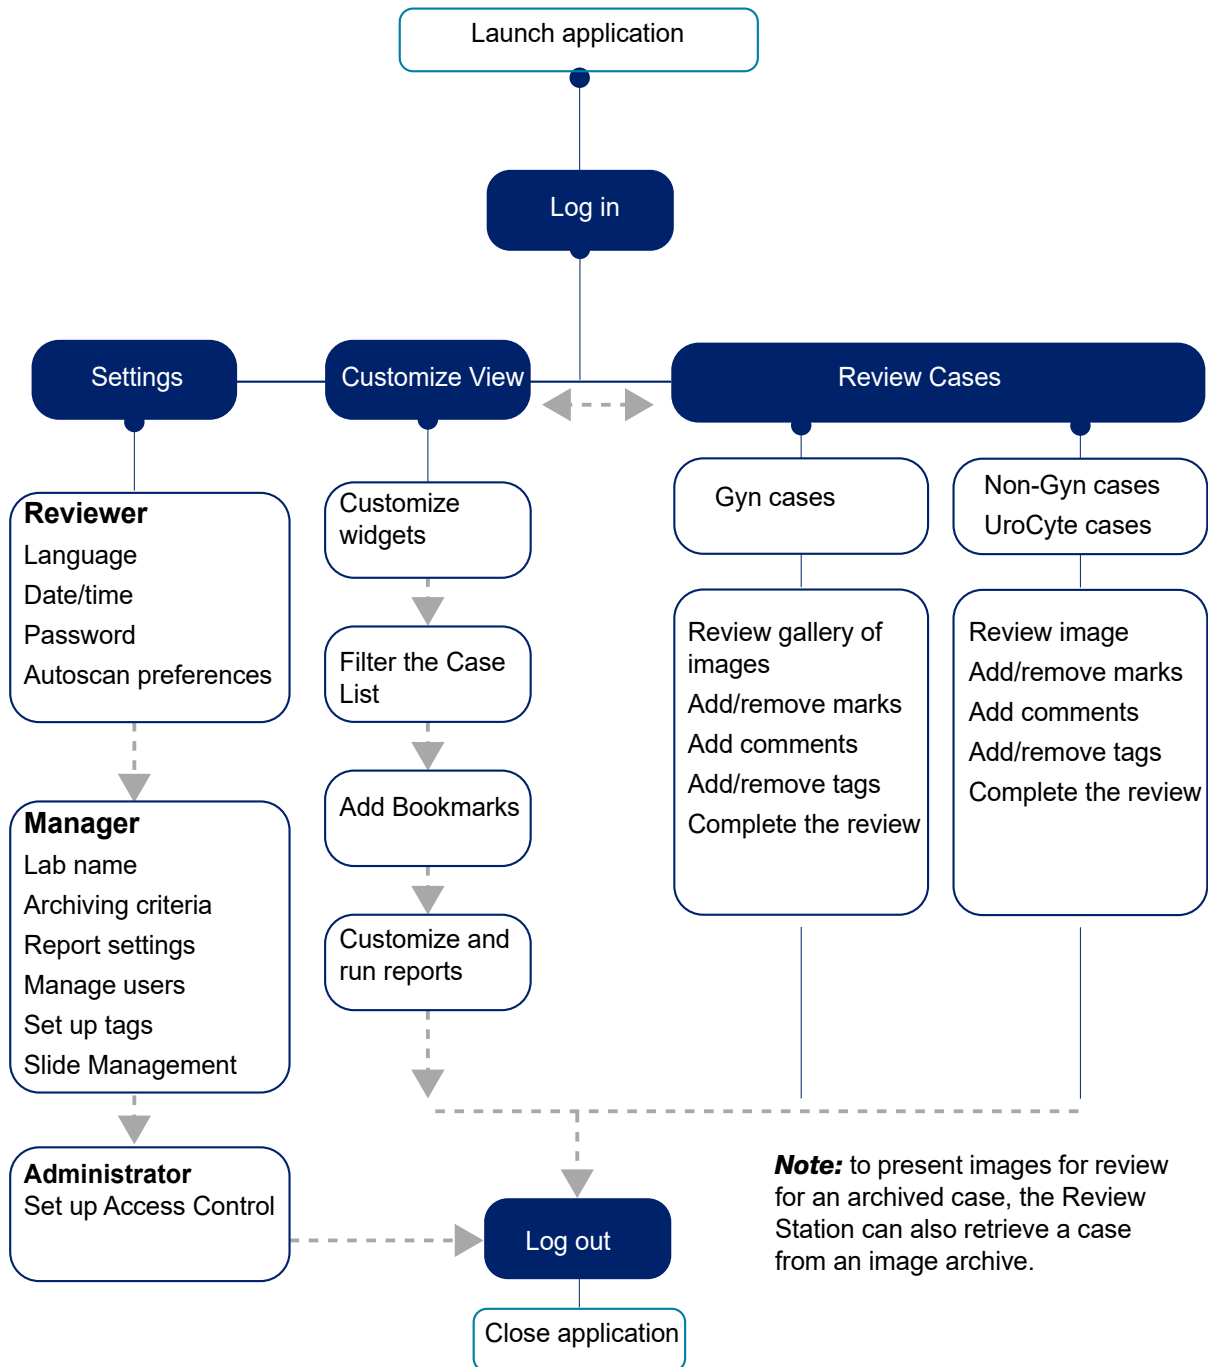 Launch application
Log in
Settings
Customize View
Review Cases
Reviewer
Language
Date/time
Password
Autoscan preferences
Manager
Lab name
Archiving criteria
Report settings
Manage users
Set up tags
Slide Management
Administrator
Set up Access Control
Customize
widgets
Filter the Case
List
Add Bookmarks
Customize and
run reports
Gyn cases
Review gallery of
images
Add/remove marks
Add comments
Add/remove tags
Complete the review
Non-Gyn cases
UroCyte cases
Review image
Add/remove marks
Add comments
Add/remove tags
Complete the review
Note: to present images for review
for an archived case, the Review
Station can also retrieve a case
from an image archive.
Log out
Close application